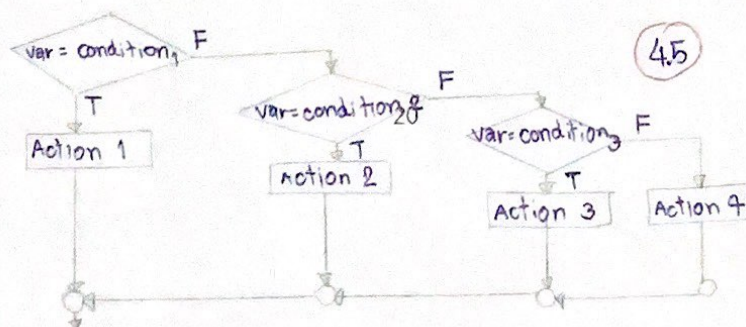 var = condition1
F
4.5
T
Action 1
var=condition2
F
T
Action 2
var=condition3
F
T
Action 3
Action 4